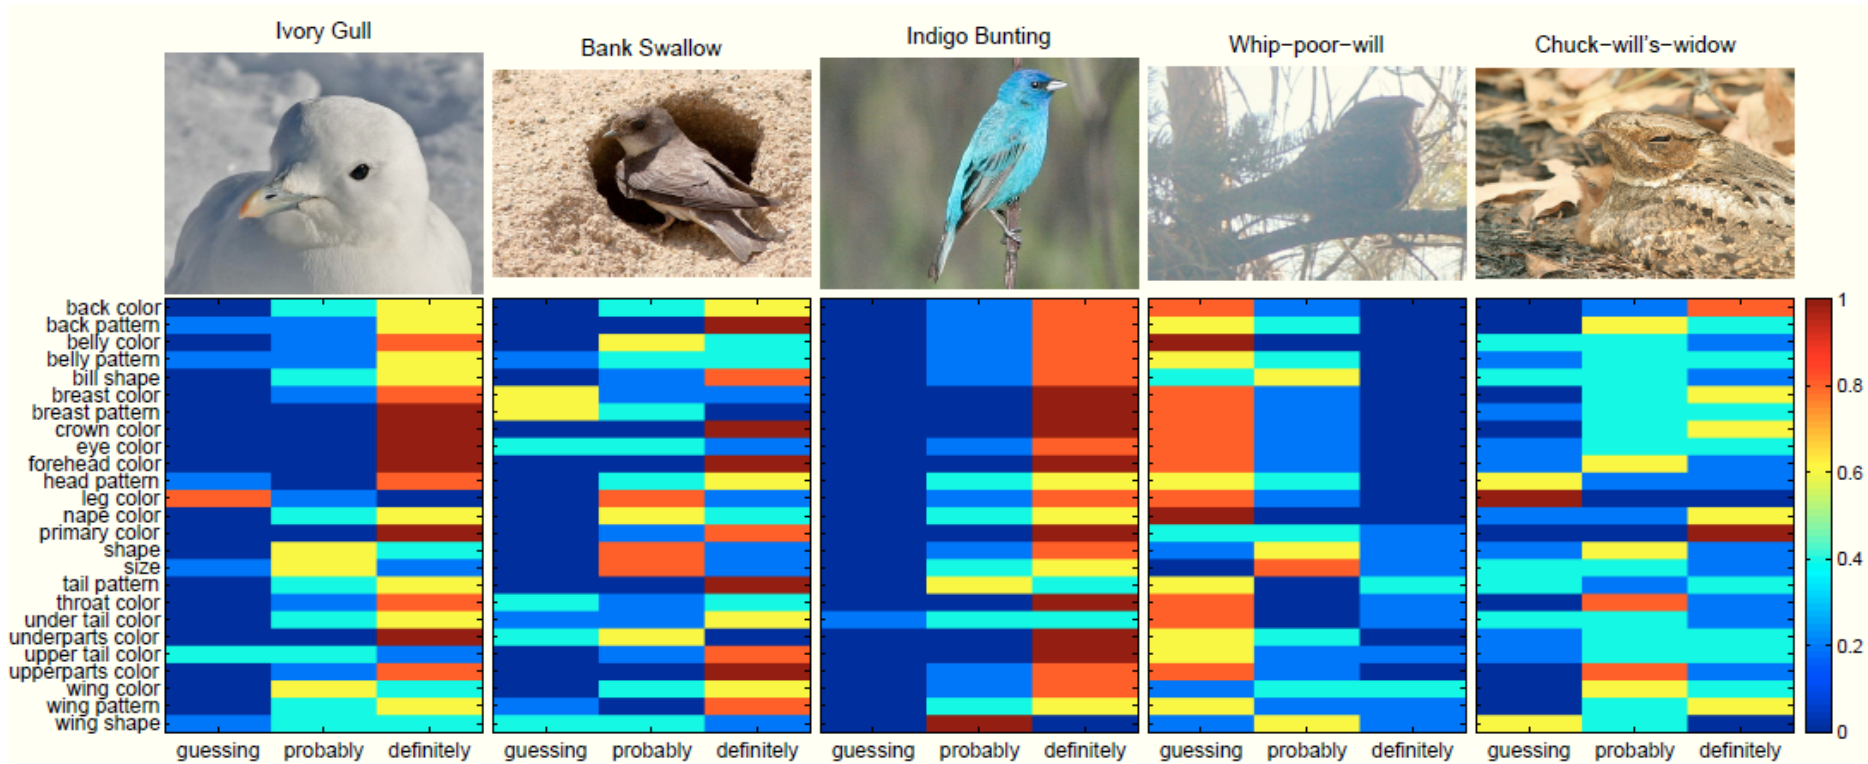 Ivory Gull
Bank Swallow
Indigo Bunting
Whip-poor-will
Chuck-will's-widow
back color
back pattern
belly color
belly pattern
bill shape
breast color
breast pattern
crown color
eye color
forehead color
head pattern
leg color
nape color
primary color
shape
size
tail pattern
throat color
under tail color
underparts color
upper tail color
upperparts color
wing color
wing pattern
wing shape
guessing probably definitely
guessing probably definitely
guessing probably definitely
guessing probably definitely
guessing probably definitely
1
0.8
0.6
0.4
0.2
0